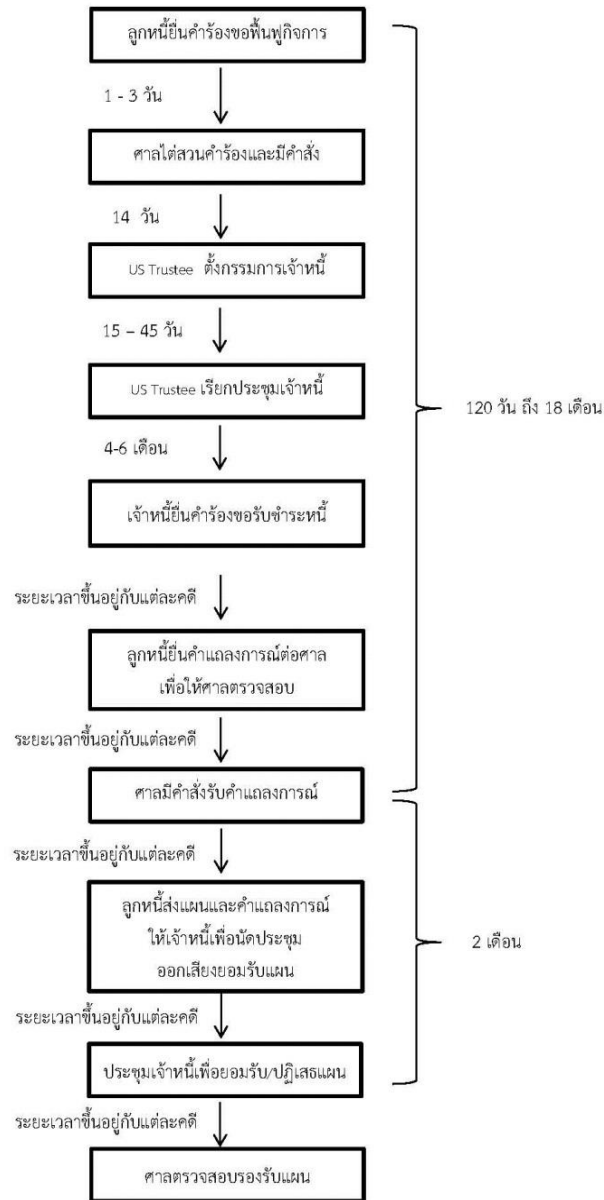 ลูกหนี้ยื่นคำร้องขอฟื้นฟูกิจการ
1 - 3 วัน
ศาลไต่สวนคำร้องและมีคำสั่ง
14 วัน
US Trustee ตั้งกรรมการเจ้าหนี้
15 – 45 วัน
US Trustee เรียกประชุมเจ้าหนี้
120 วัน ถึง 18 เดือน
4-6 เดือน
เจ้าหนี้ยื่นคำร้องขอรับชำระหนี้
ระยะเวลาขึ้นอยู่กับแต่ละคดี
ลูกหนี้ยื่นคำแถลงการณ์ต่อศาล
เพื่อให้ศาลตรวจสอบ
ระยะเวลาขึ้นอยู่กับแต่ละคดี
ศาลมีคำสั่งรับคำแถลงการณ์
ระยะเวลาขึ้นอยู่กับแต่ละคดี
ลูกหนี้ส่งแผนและคำแถลงการณ์
ให้เจ้าหนี้เพื่อนัดประชุม
ออกเสียงยอมรับแผน
2 เดือน
ระยะเวลาขึ้นอยู่กับแต่ละคดี
ประชุมเจ้าหนี้เพื่อยอมรับ/ปฏิเสธแผน
ระยะเวลาขึ้นอยู่กับแต่ละคดี
ศาลตรวจสอบรองรับแผน